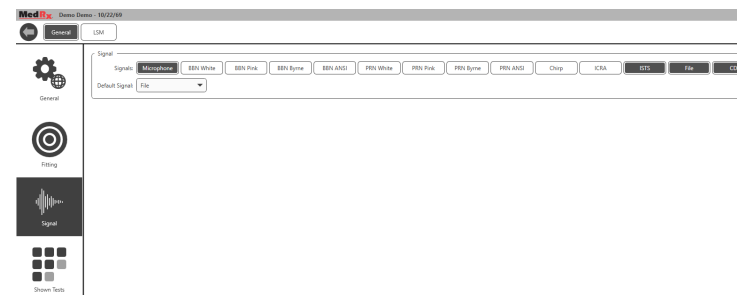 MedRx Demo Demo - 10/22/69
General LSM
Signal
Signals: Microphone BBN White BBN Pink BBN Byrne BBN ANSI PRN White PRN Pink PRN Byrne PRN ANSI Chirp ICRA ISTS File CD
Default Signal: File
General
Fitting
Signal
Shown Tests